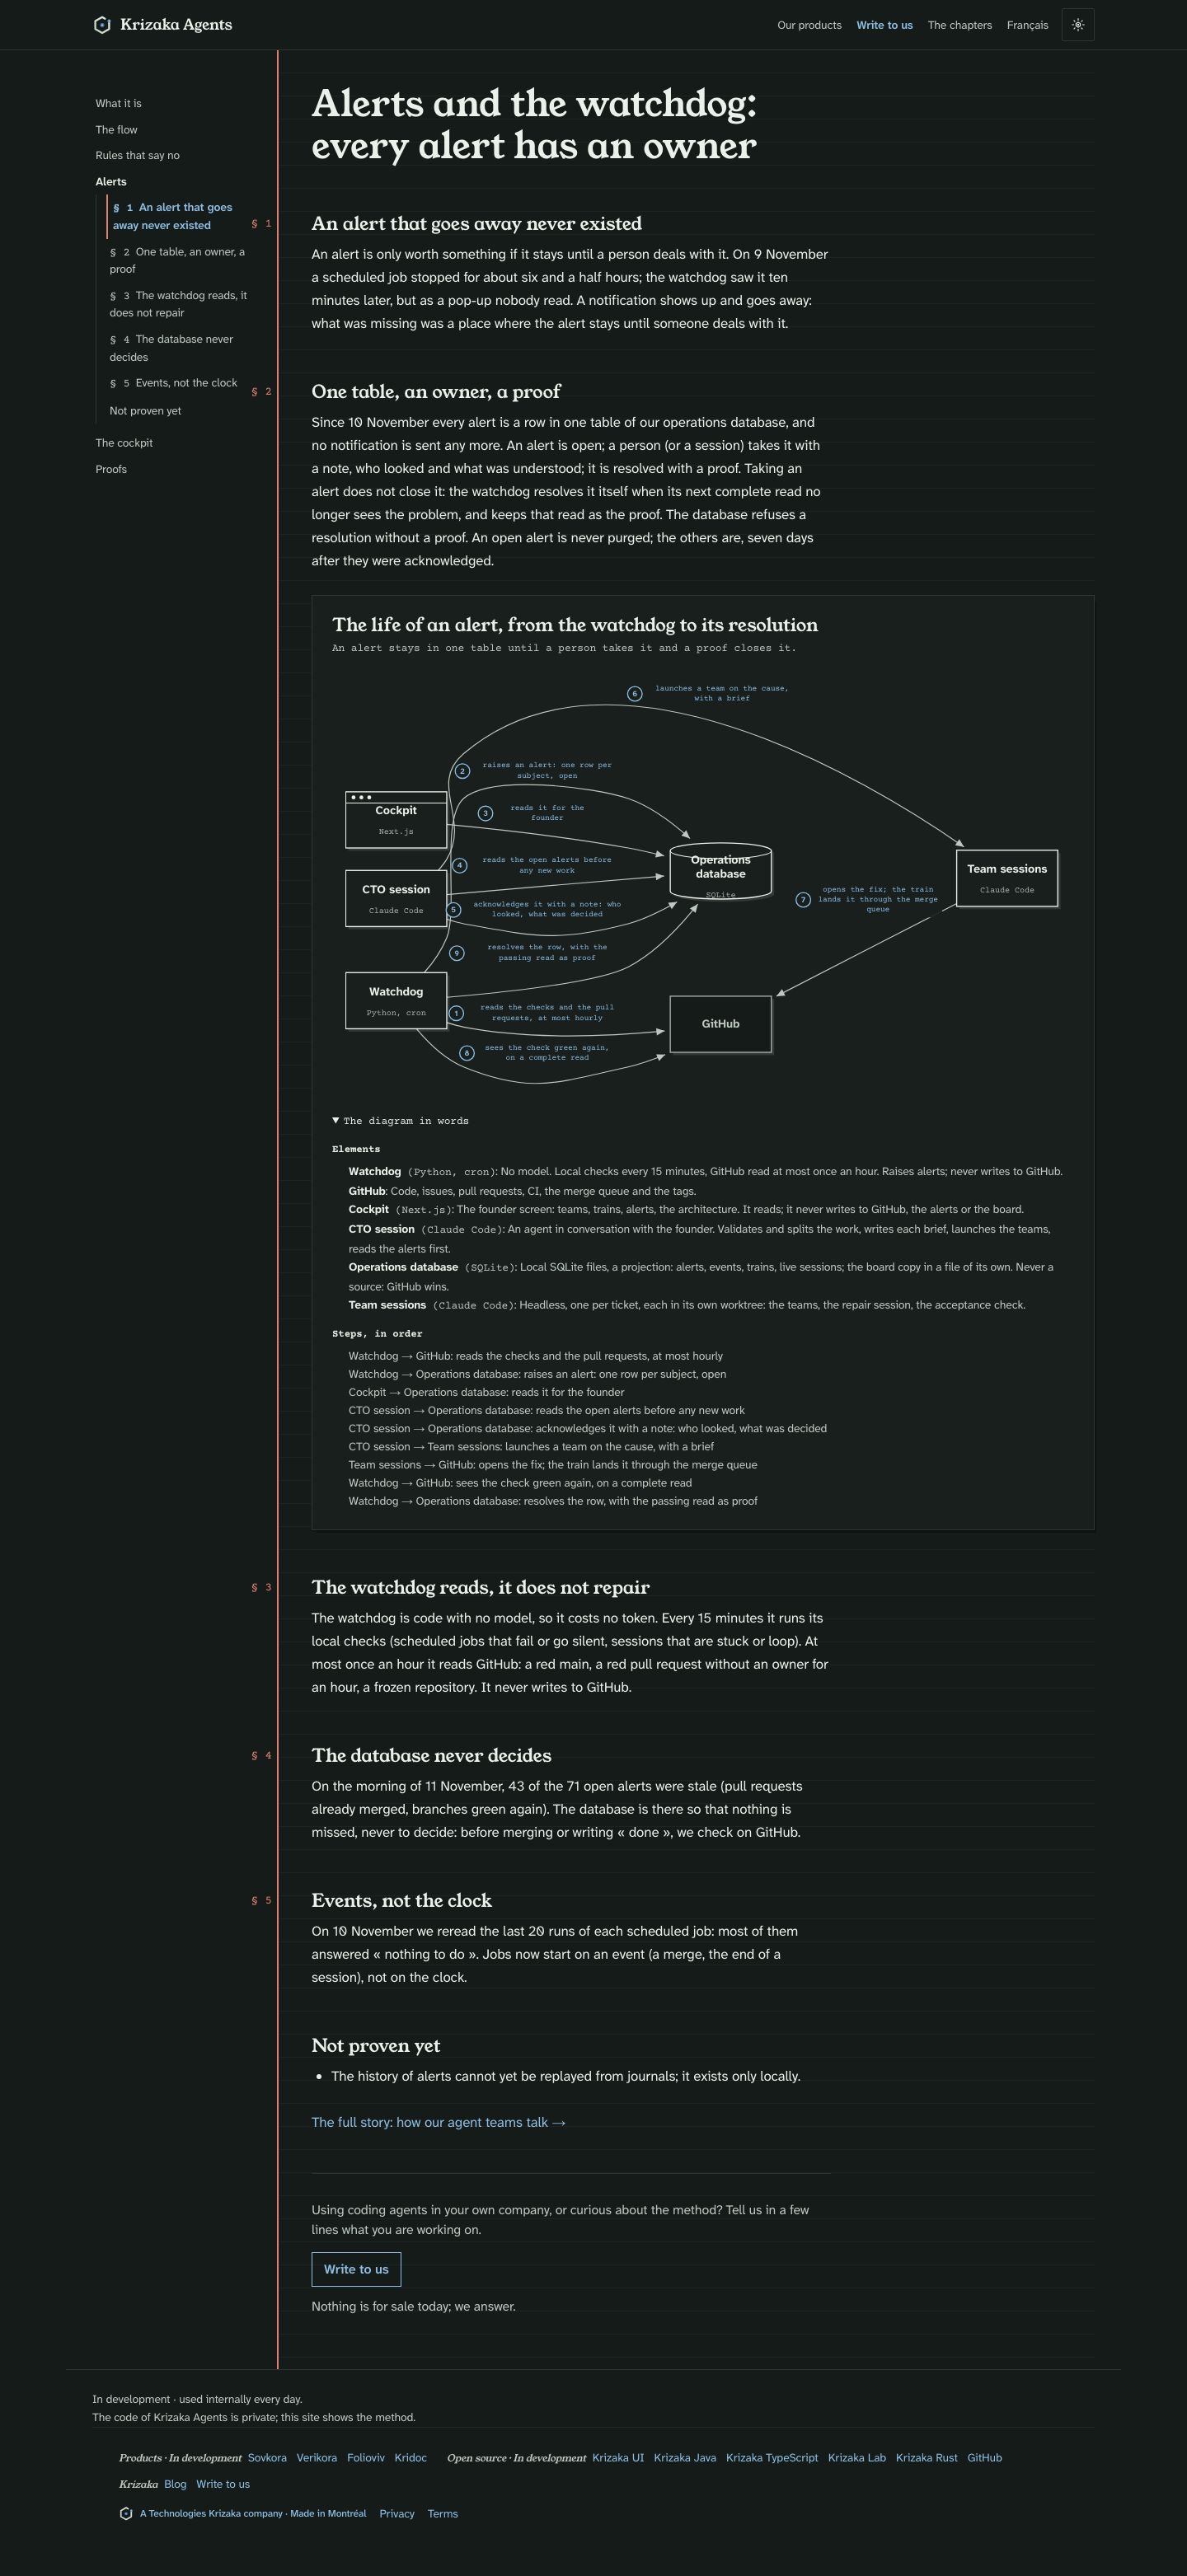 Krizaka Agents
Our products
Write to us
The chapters
Français
What it is
The flow
Rules that say no
Alerts
§ 1 An alert that goes
away never existed
§ 2 One table, an owner, a
proof
§ 3 The watchdog reads, it
does not repair
§ 4 The database never
decides
§ 5 Events, not the clock
Not proven yet
The cockpit
Proofs
Alerts and the watchdog:
every alert has an owner
§ 1
An alert that goes away never existed
An alert is only worth something if it stays until a person deals with it. On 9 November
a scheduled job stopped for about six and a half hours; the watchdog saw it ten
minutes later, but as a pop-up nobody read. A notification shows up and goes away:
what was missing was a place where the alert stays until someone deals with it.
§ 2
One table, an owner, a proof
Since 10 November every alert is a row in one table of our operations database, and
no notification is sent any more. An alert is open; a person (or a session) takes it with
a note, who looked and what was understood; it is resolved with a proof. Taking an
alert does not close it: the watchdog resolves it itself when its next complete read no
longer sees the problem, and keeps that read as the proof. The database refuses a
resolution without a proof. An open alert is never purged; the others are, seven days
after they were acknowledged.
The life of an alert, from the watchdog to its resolution
An alert stays in one table until a person takes it and a proof closes it.
6 launches a team on the cause,
with a brief
2 raises an alert: one row per
subject, open
Cockpit
Next.js
3 reads it for the
founder
Operations
database
SQLite
Team sessions
Claude Code
4 reads the open alerts before
any new work
CTO session
Claude Code
5 acknowledges it with a note: who
looked, what was decided
7 opens the fix; the train
lands it through the merge
queue
9 resolves the row, with the
passing read as proof
Watchdog
Python, cron
1 reads the checks and the pull
requests, at most hourly
GitHub
8 sees the check green again,
on a complete read
▼ The diagram in words
Elements
Watchdog (Python, cron): No model. Local checks every 15 minutes, GitHub read at most once an hour. Raises alerts; never writes to GitHub.
GitHub: Code, issues, pull requests, CI, the merge queue and the tags.
Cockpit (Next.js): The founder screen: teams, trains, alerts, the architecture. It reads; it never writes to GitHub, the alerts or the board.
CTO session (Claude Code): An agent in conversation with the founder. Validates and splits the work, writes each brief, launches the teams,
reads the alerts first.
Operations database (SQLite): Local SQLite files, a projection: alerts, events, trains, live sessions; the board copy in a file of its own. Never a
source: GitHub wins.
Team sessions (Claude Code): Headless, one per ticket, each in its own worktree: the teams, the repair session, the acceptance check.
Steps, in order
Watchdog → GitHub: reads the checks and the pull requests, at most hourly
Watchdog → Operations database: raises an alert: one row per subject, open
Cockpit → Operations database: reads it for the founder
CTO session → Operations database: reads the open alerts before any new work
CTO session → Operations database: acknowledges it with a note: who looked, what was decided
CTO session → Team sessions: launches a team on the cause, with a brief
Team sessions → GitHub: opens the fix; the train lands it through the merge queue
Watchdog → GitHub: sees the check green again, on a complete read
Watchdog → Operations database: resolves the row, with the passing read as proof
§ 3
The watchdog reads, it does not repair
The watchdog is code with no model, so it costs no token. Every 15 minutes it runs its
local checks (scheduled jobs that fail or go silent, sessions that are stuck or loop). At
most once an hour it reads GitHub: a red main, a red pull request without an owner for
an hour, a frozen repository. It never writes to GitHub.
§ 4
The database never decides
On the morning of 11 November, 43 of the 71 open alerts were stale (pull requests
already merged, branches green again). The database is there so that nothing is
missed, never to decide: before merging or writing « done », we check on GitHub.
§ 5
Events, not the clock
On 10 November we reread the last 20 runs of each scheduled job: most of them
answered « nothing to do ». Jobs now start on an event (a merge, the end of a
session), not on the clock.
Not proven yet
• The history of alerts cannot yet be replayed from journals; it exists only locally.
The full story: how our agent teams talk →
Using coding agents in your own company, or curious about the method? Tell us in a few
lines what you are working on.
Write to us
Nothing is for sale today; we answer.
In development · used internally every day.
The code of Krizaka Agents is private; this site shows the method.
Products · In development Sovkora Verikora Folioviv Kridoc Open source · In development Krizaka UI Krizaka Java Krizaka TypeScript Krizaka Lab Krizaka Rust GitHub
Krizaka Blog Write to us
A Technologies Krizaka company · Made in Montréal Privacy Terms